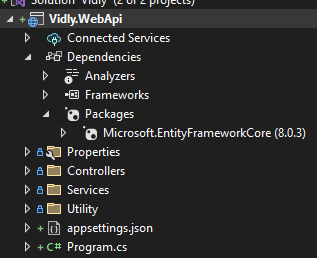 Solution 'Vidly' (2 of 2 projects)
Vidly.WebApi
Connected Services
Dependencies
Analyzers
Frameworks
Packages
Microsoft.EntityFrameworkCore (8.0.3)
Properties
Controllers
Services
Utility
appsettings.json
C# Program.cs